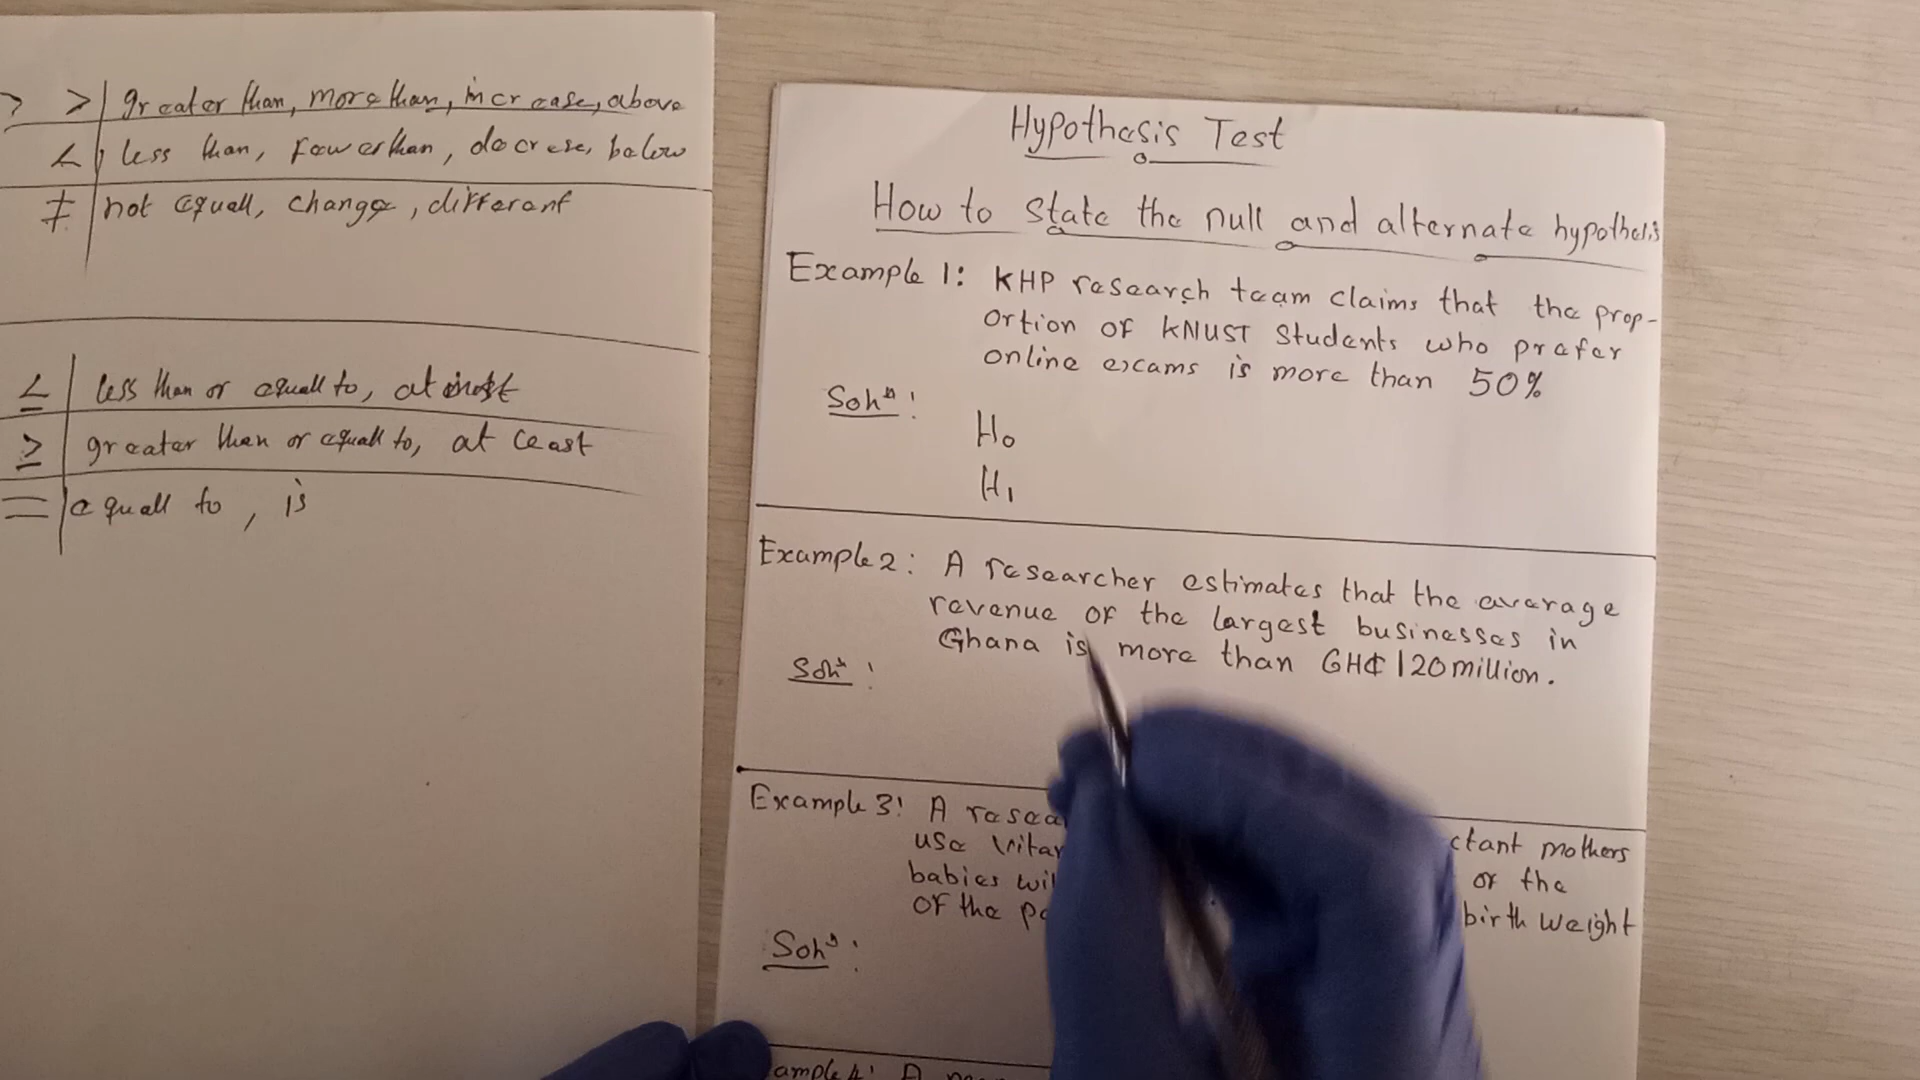 > > greater than, more than, increase, above
< less than, fewer than, decrese, below
≠ not equall, change, different
≤ less than or equall to, at most
≥ greater than or equall to, at least
= equall to, is
Hypothesis Test
How to state the null and alternate hypothesis
Example 1: KHP research team claims that the prop-
ortion of KNUST Students who prefer
online exams is more than 50%
Soln:
H0
H1
Example 2: A researcher estimates that the average
revenue of the largest businesses in
Ghana is more than GH₵ 120 million.
Soln:
Example 3: A
use mothers
babies of the
of the birth weight
Soln: